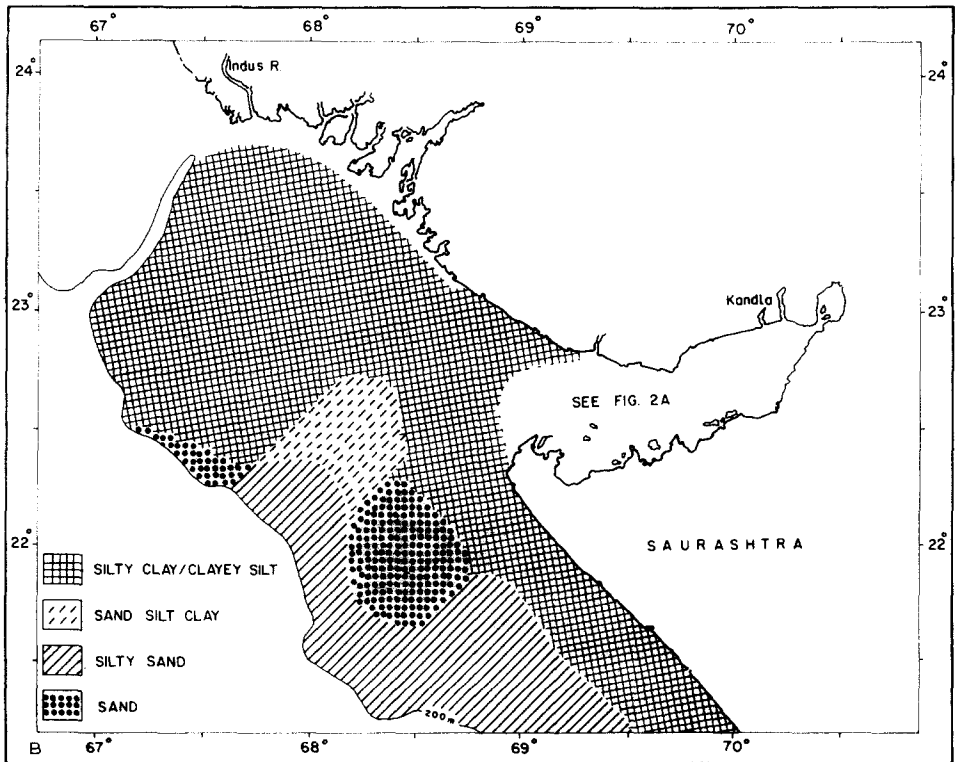 67° 68° 69° 70°
24° 24°
Indus R.
23° 23°
Kandla
SEE FIG. 2A
22° 22°
SAURASHTRA
SILTY CLAY/CLAYEY SILT
SAND SILT CLAY
SILTY SAND
SAND
200m
B 67° 68° 69° 70°